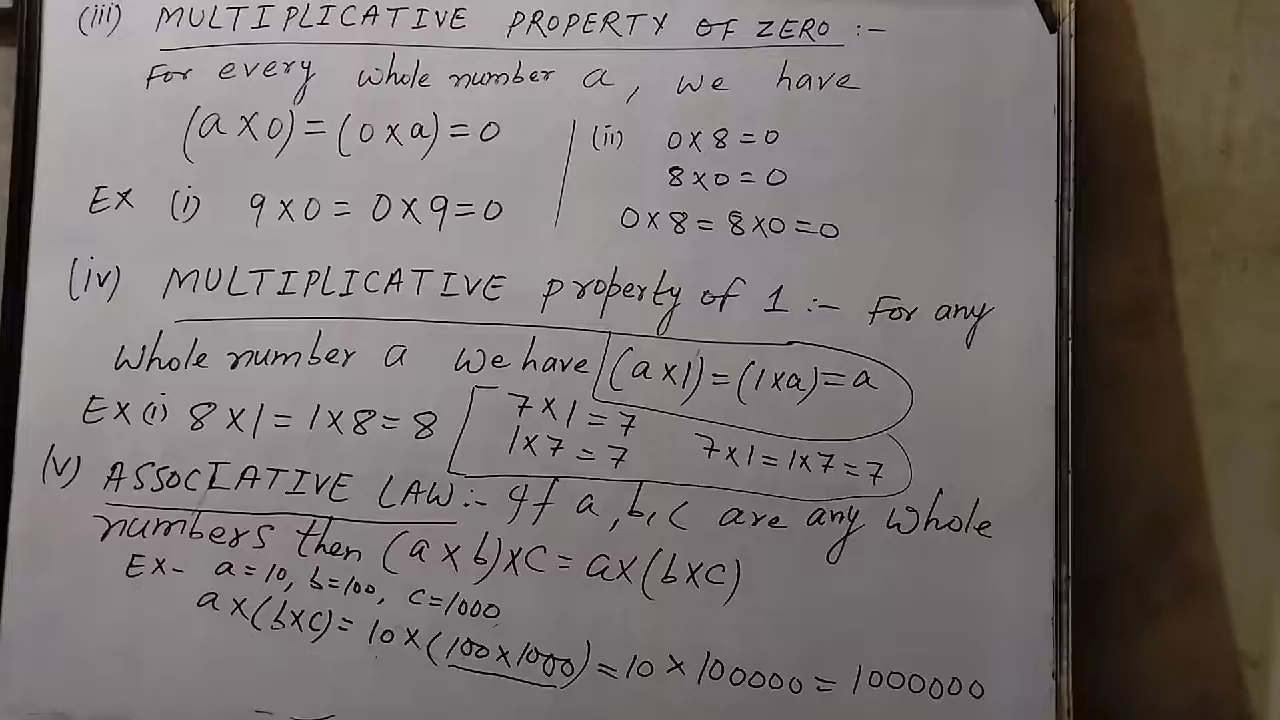 (iii) MULTIPLICATIVE PROPERTY OF ZERO :-
For every whole number a, we have
(a×0)=(0×a)=0
Ex (i) 9×0=0×9=0
(ii) 0×8=0
8×0=0
0×8=8×0=0
(iv) MULTIPLICATIVE property of 1 :- For any
whole number a we have (a×1)=(1×a)=a
Ex (i) 8×1=1×8=8
7×1=7
1×7=7
7×1=1×7=7
(v) ASSOCIATIVE LAW:- If a, b, c are any whole
numbers then (a×b)×c=a×(b×c)
Ex- a=10, b=100, c=1000
a×(b×c)=10×(100×1000)=10×100000=1000000